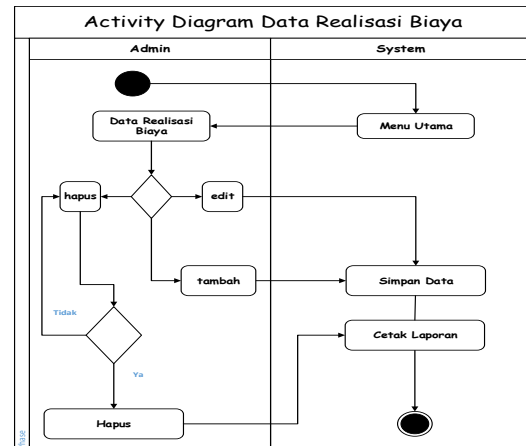 Activity Diagram Data Realisasi Biaya
Admin
System
Data Realisasi
Biaya
Menu Utama
hapus
edit
tambah
Simpan Data
Tidak
Cetak Laporan
Ya
Hapus